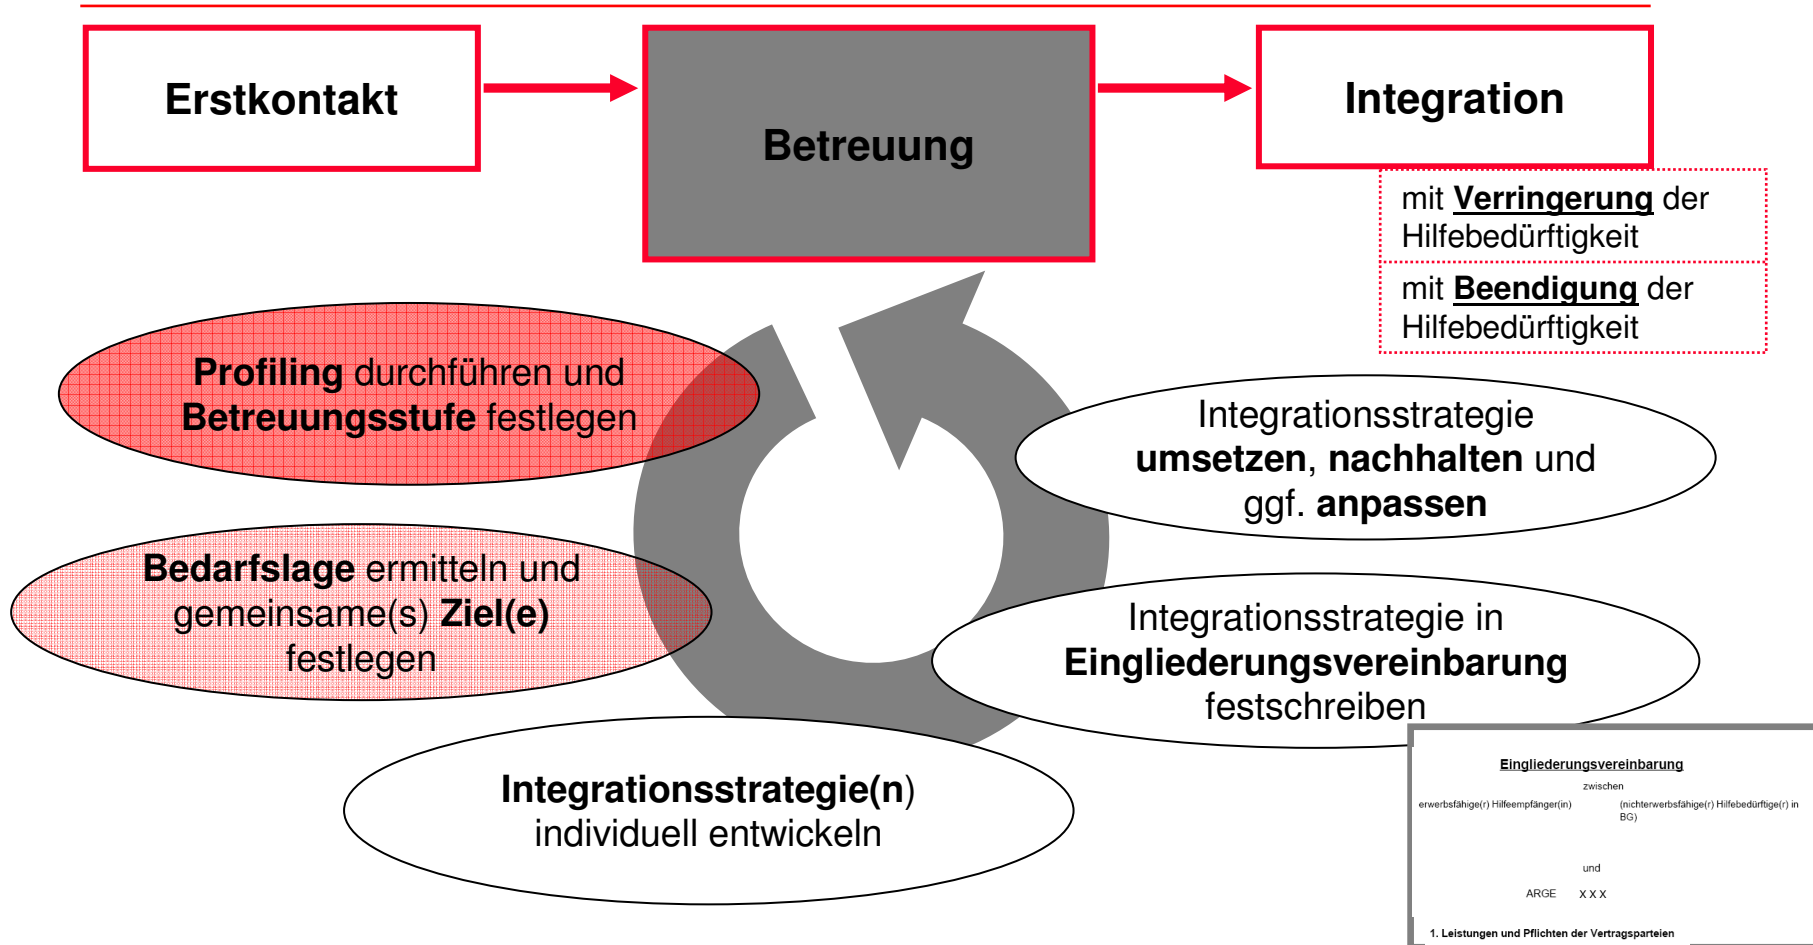 Erstkontakt
Betreuung
Integration
mit Verringerung der
Hilfebedürftigkeit
mit Beendigung der
Hilfebedürftigkeit
Profiling durchführen und
Betreuungsstufe festlegen
Bedarfslage ermitteln und
gemeinsame(s) Ziel(e)
festlegen
Integrationsstrategie(n)
individuell entwickeln
Integrationsstrategie in
Eingliederungsvereinbarung
festschreiben
Integrationsstrategie
umsetzen, nachhalten und
ggf. anpassen
Eingliederungsvereinbarung
zwischen
erwerbsfähige(r) Hilfeempfänger(in) (nichterwerbsfähige(r) Hilfebedürftige(r) in
BG)
und
ARGE X X X
1. Leistungen und Pflichten der Vertragsparteien